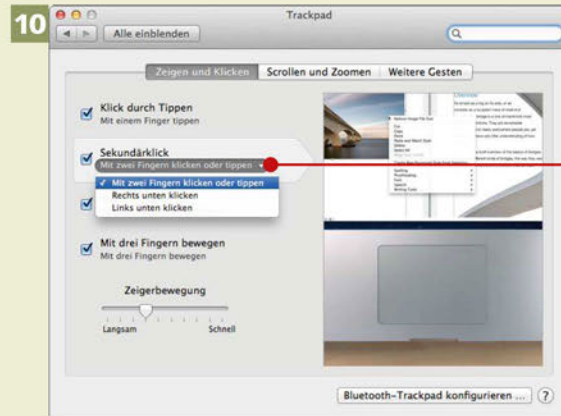 10
Trackpad
Alle einblenden
Zeigen und Klicken
Scrollen und Zoomen
Weitere Gesten
Klick durch Tippen
Mit einem Finger tippen
Sekundärklick
Mit zwei Fingern klicken oder tippen
✓ Mit zwei Fingern klicken oder tippen
Rechts unten klicken
Links unten klicken
Mit drei Fingern bewegen
Mit drei Fingern bewegen
Zeigerbewegung
Langsam
Schnell
Bluetooth-Trackpad konfigurieren ...
?